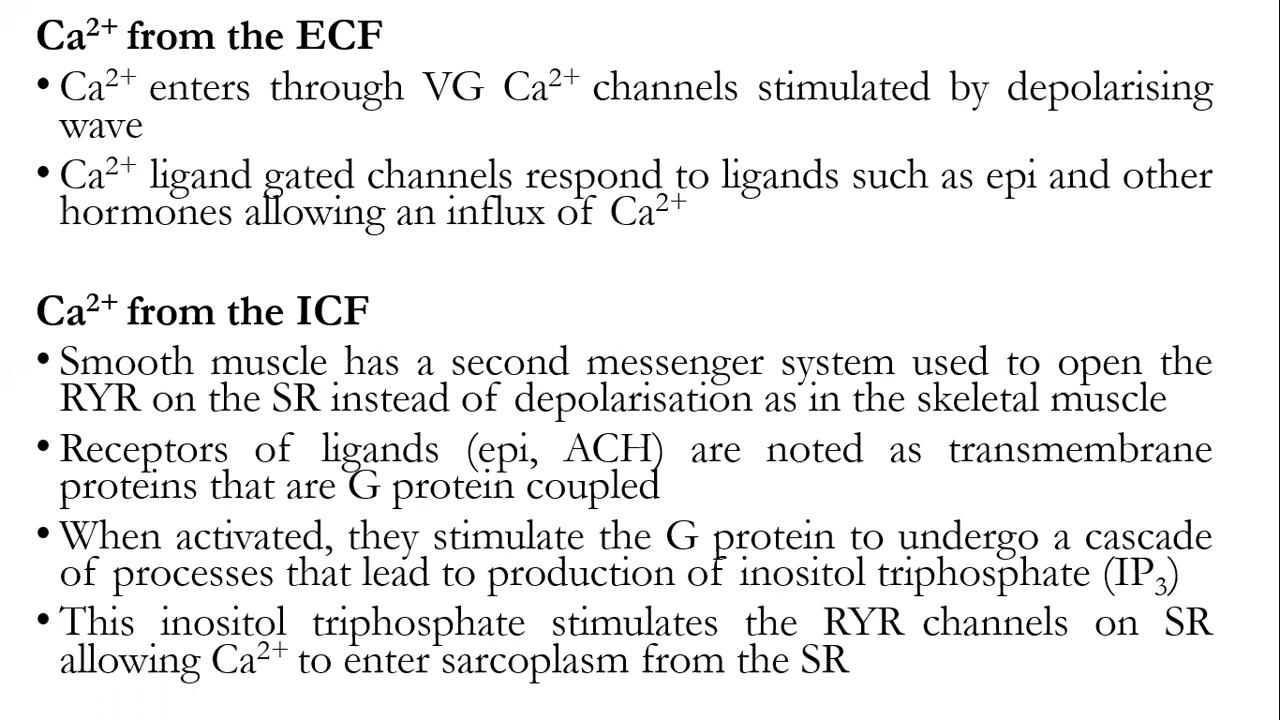 Ca²⁺ from the ECF
• Ca²⁺ enters through VG Ca²⁺ channels stimulated by depolarising
wave
• Ca²⁺ ligand gated channels respond to ligands such as epi and other
hormones allowing an influx of Ca²⁺
Ca²⁺ from the ICF
• Smooth muscle has a second messenger system used to open the
RYR on the SR instead of depolarisation as in the skeletal muscle
• Receptors of ligands (epi, ACH) are noted as transmembrane
proteins that are G protein coupled
• When activated, they stimulate the G protein to undergo a cascade
of processes that lead to production of inositol triphosphate (IP₃)
• This inositol triphosphate stimulates the RYR channels on SR
allowing Ca²⁺ to enter sarcoplasm from the SR